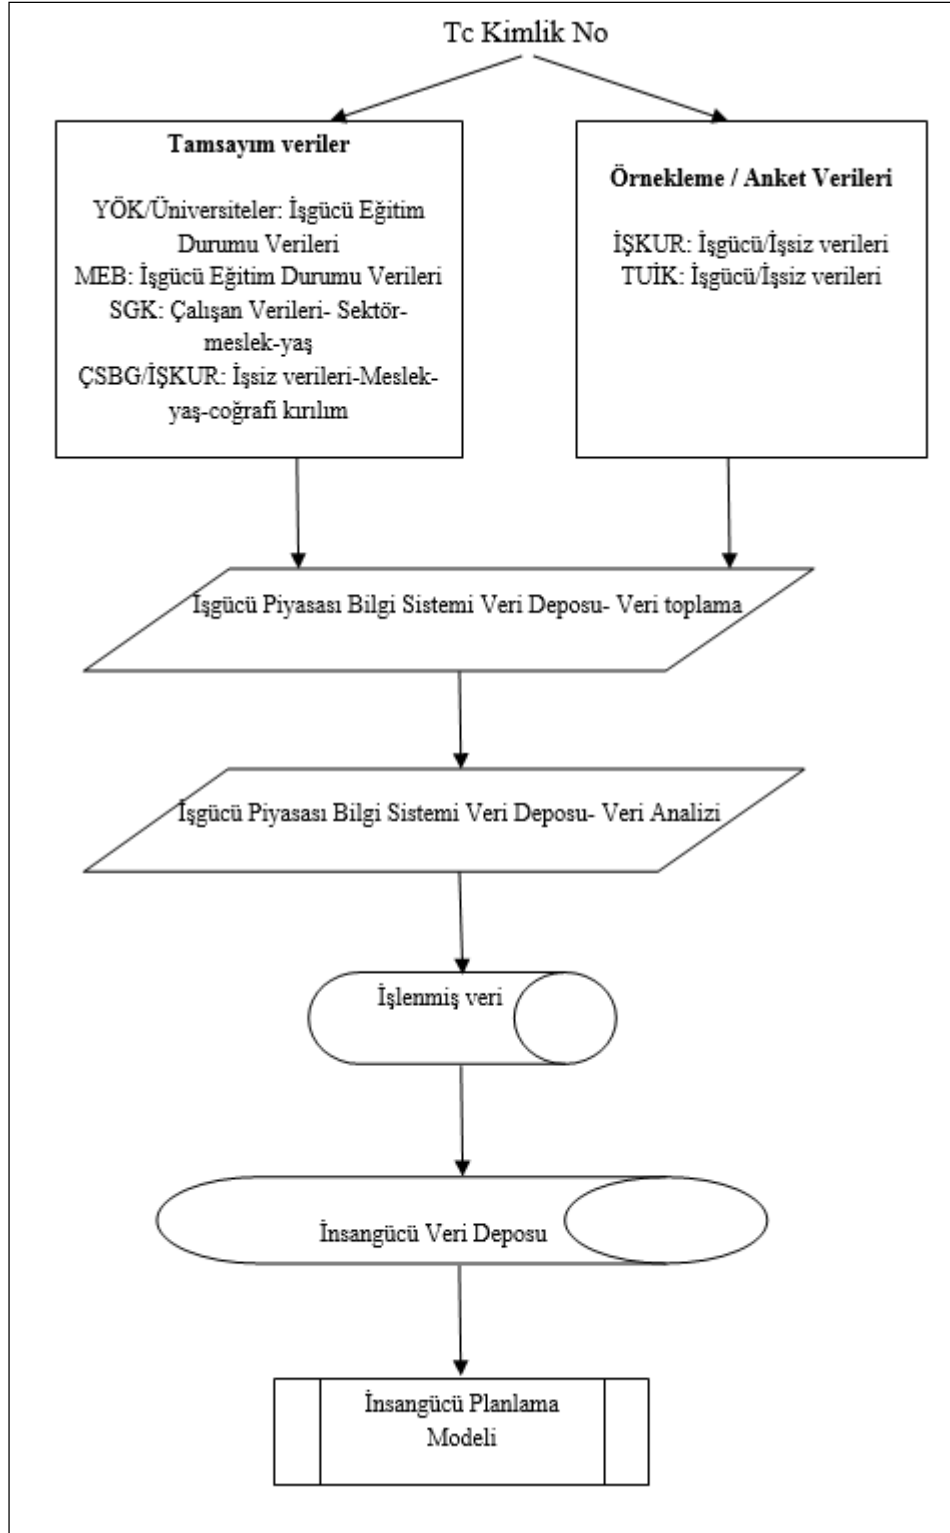 Tc Kimlik No
Tamsayım veriler
YÖK/Üniversiteler: İşgücü Eğitim
Durumu Verileri
MEB: İşgücü Eğitim Durumu Verileri
SGK: Çalışan Verileri- Sektör-
meslek-yaş
ÇSBG/İŞKUR: İşsiz verileri-Meslek-
yaş-coğrafi kırılım
Örnekleme / Anket Verileri
İŞKUR: İşgücü/İşsiz verileri
TUİK: İşgücü/İşsiz verileri
İşgücü Piyasası Bilgi Sistemi Veri Deposu- Veri toplama
İşgücü Piyasası Bilgi Sistemi Veri Deposu- Veri Analizi
İşlenmiş veri
İnsangücü Veri Deposu
İnsangücü Planlama
Modeli